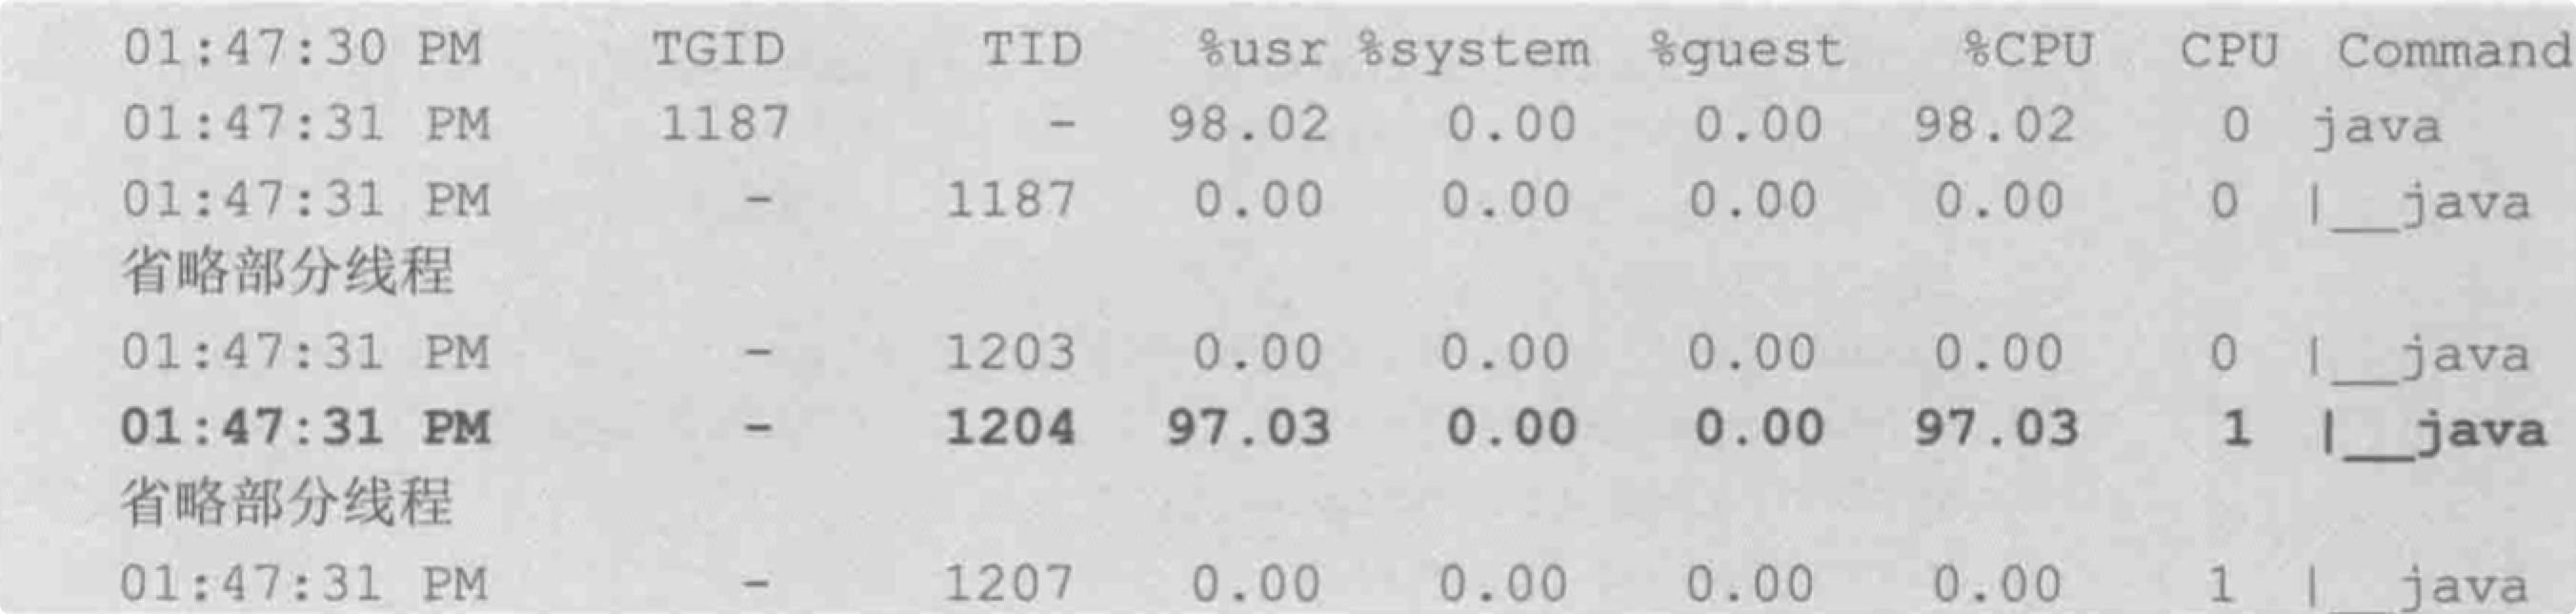 01:47:30 PM TGID TID %usr %system %guest %CPU CPU Command
01:47:31 PM 1187 - 98.02 0.00 0.00 98.02 0 java
01:47:31 PM - 1187 0.00 0.00 0.00 0.00 0 |__java
省略部分线程
01:47:31 PM - 1203 0.00 0.00 0.00 0.00 0 |__java
01:47:31 PM - 1204 97.03 0.00 0.00 97.03 1 |__java
省略部分线程
01:47:31 PM - 1207 0.00 0.00 0.00 0.00 1 |__java